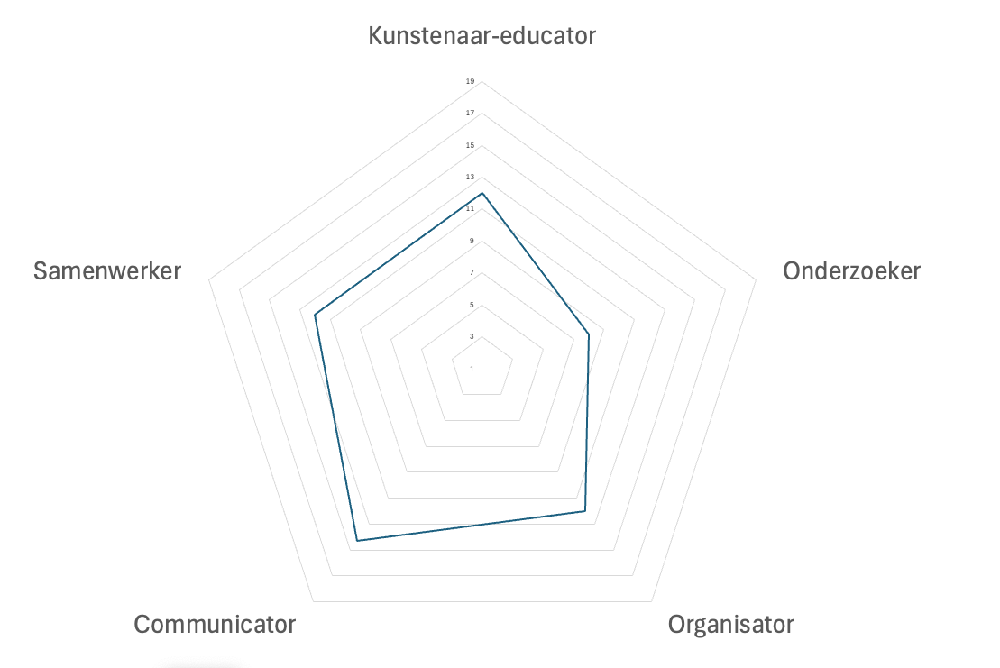 Kunstenaar-educator
19
17
15
13
11
9
7
5
3
1
Samenwerker
Onderzoeker
Communicator
Organisator